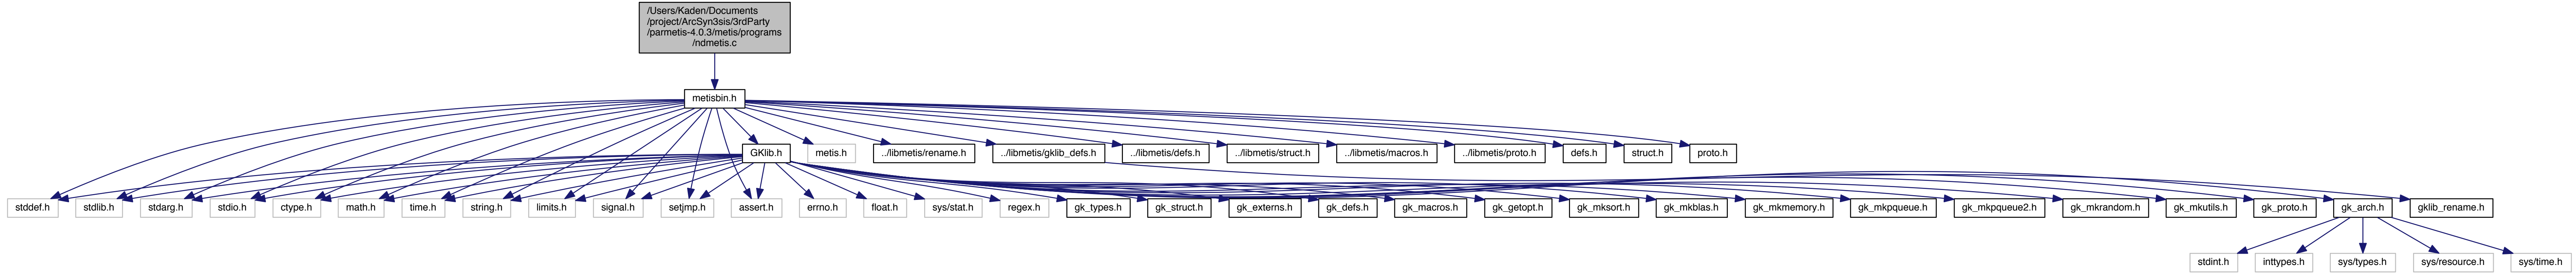 /Users/Kaden/Documents
/project/ArcSyn3sis/3rdParty
/parmetis-4.0.3/metis/programs
/ndmetis.c
metisbin.h
GKlib.h
metis.h
../libmetis/rename.h
../libmetis/gklib_defs.h
../libmetis/defs.h
../libmetis/struct.h
../libmetis/macros.h
../libmetis/proto.h
defs.h
struct.h
proto.h
stddef.h
stdlib.h
stdarg.h
stdio.h
ctype.h
math.h
time.h
string.h
limits.h
signal.h
setjmp.h
assert.h
errno.h
float.h
sys/stat.h
regex.h
gk_types.h
gk_struct.h
gk_externs.h
gk_defs.h
gk_macros.h
gk_getopt.h
gk_mksort.h
gk_mkblas.h
gk_mkmemory.h
gk_mkpqueue.h
gk_mkpqueue2.h
gk_mkrandom.h
gk_mkutils.h
gk_proto.h
gk_arch.h
gklib_rename.h
stdint.h
inttypes.h
sys/types.h
sys/resource.h
sys/time.h